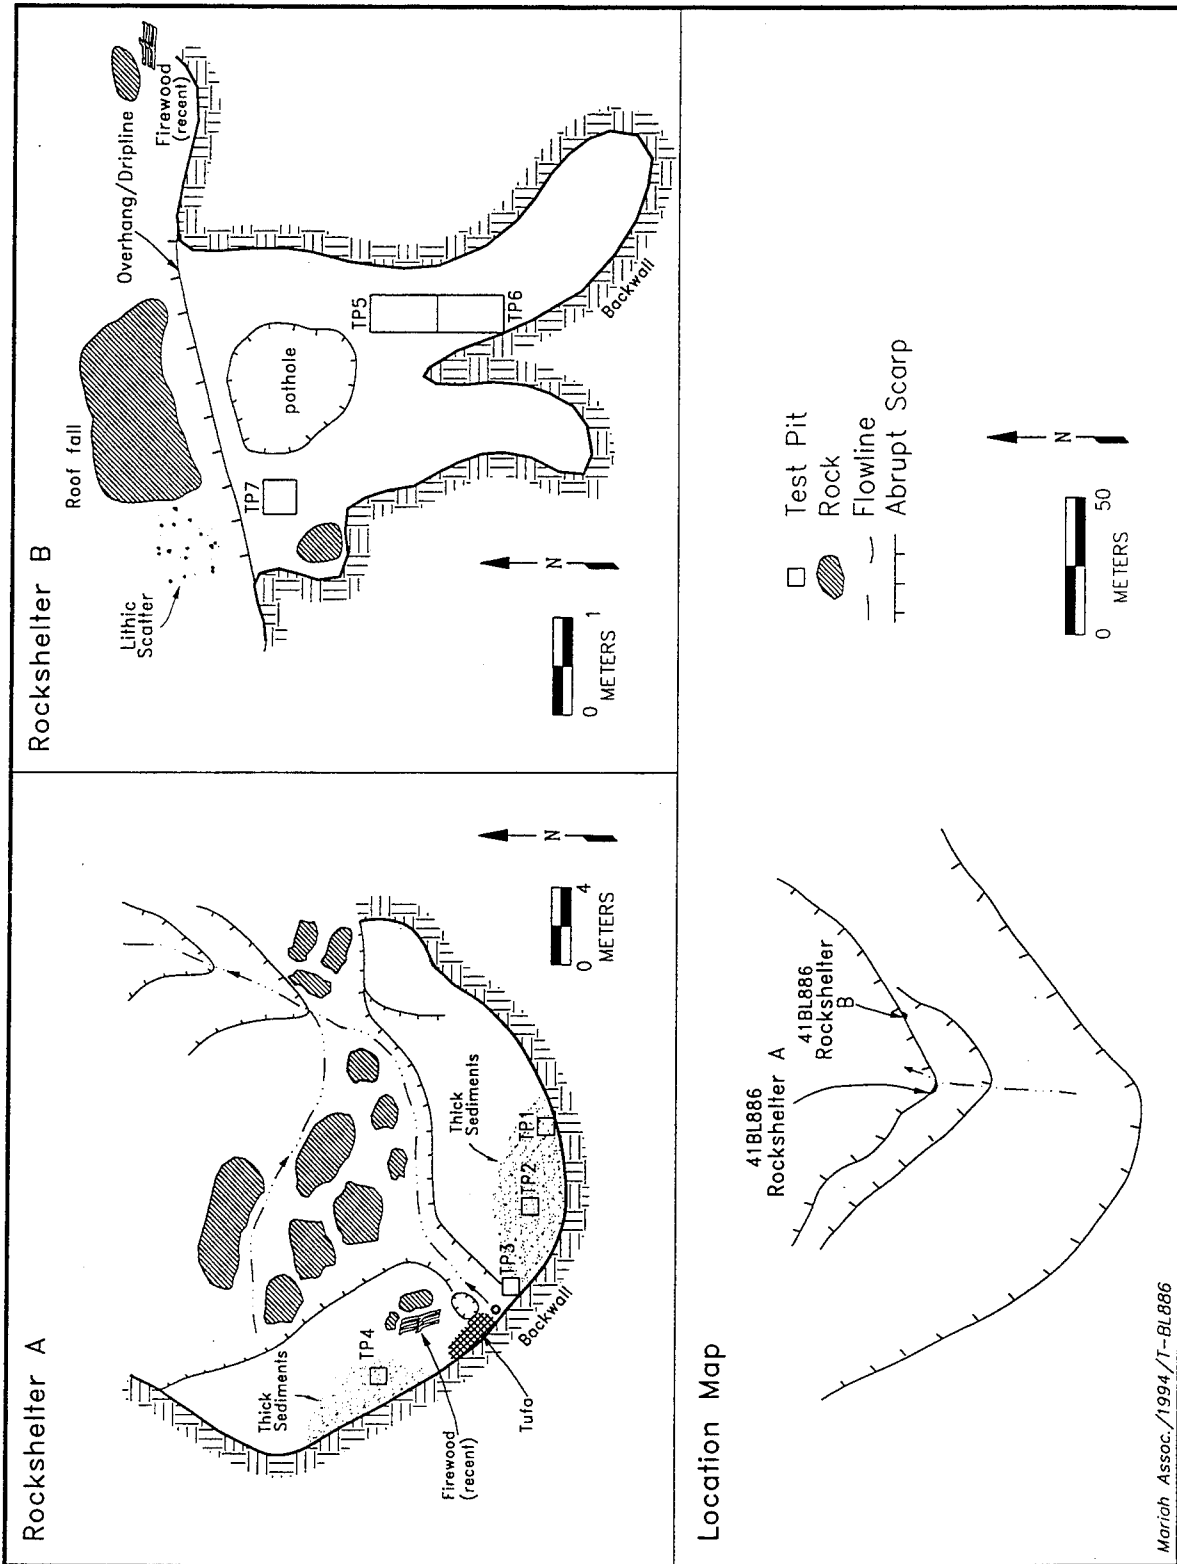 Rockshelter A
Thick
Sediments
TP4
Firewood
(recent)
Tufa
Backwall
TP3
TP2
TP1
Thick
Sediments
0 4
METERS
N
Rockshelter B
Lithic
Scatter
Roof fall
Overhang/Dripline
Firewood
(recent)
TP7
pothole
TP5
TP6
Backwall
0 1
METERS
N
Location Map
41BL886
Rockshelter A
41BL886
Rockshelter
B
Test Pit
Rock
Flowline
Abrupt Scarp
0 50
METERS
N
Mariah Assoc./1994/T-BL886